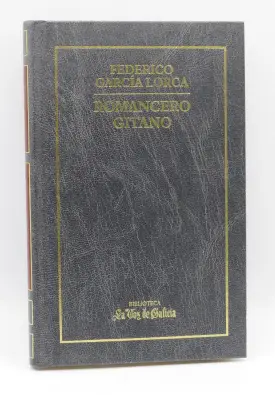 FEDERICO
GARCÍA LORCA
ROMANCERO
GITANO
BIBLIOTECA
La Voz de Galicia